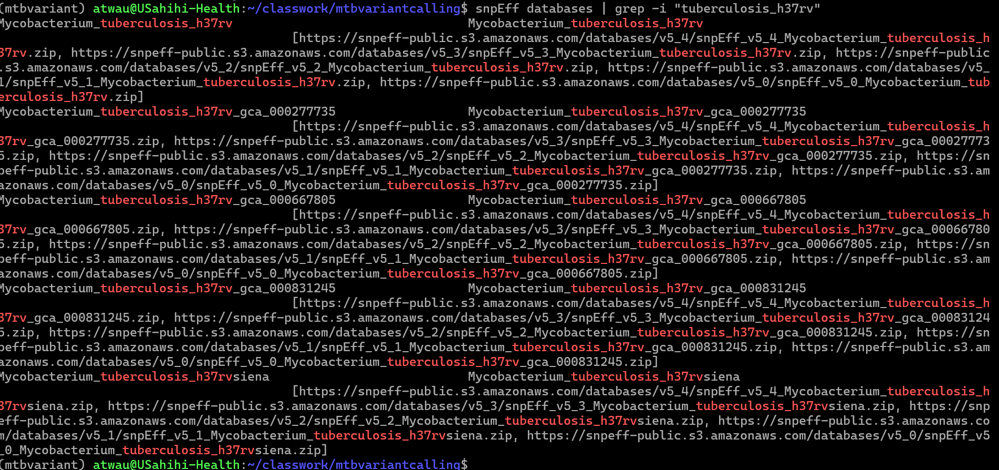 (mtbvariant) atwau@USahihi-Health:~/classwork/mtbvariantcalling$ snpEff databases | grep -i "tuberculosis_h37rv"
Mycobacterium_tuberculosis_h37rv Mycobacterium_tuberculosis_h37rv
[https://snpeff-public.s3.amazonaws.com/databases/v5_4/snpEff_v5_4_Mycobacterium_tuberculosis_h
37rv.zip, https://snpeff-public.s3.amazonaws.com/databases/v5_3/snpEff_v5_3_Mycobacterium_tuberculosis_h37rv.zip, https://snpeff-public
.s3.amazonaws.com/databases/v5_2/snpEff_v5_2_Mycobacterium_tuberculosis_h37rv.zip, https://snpeff-public.s3.amazonaws.com/databases/v5_
1/snpEff_v5_1_Mycobacterium_tuberculosis_h37rv.zip, https://snpeff-public.s3.amazonaws.com/databases/v5_0/snpEff_v5_0_Mycobacterium_tub
erculosis_h37rv.zip]
Mycobacterium_tuberculosis_h37rv_gca_000277735 Mycobacterium_tuberculosis_h37rv_gca_000277735
[https://snpeff-public.s3.amazonaws.com/databases/v5_4/snpEff_v5_4_Mycobacterium_tuberculosis_h
37rv_gca_000277735.zip, https://snpeff-public.s3.amazonaws.com/databases/v5_3/snpEff_v5_3_Mycobacterium_tuberculosis_h37rv_gca_00027773
5.zip, https://snpeff-public.s3.amazonaws.com/databases/v5_2/snpEff_v5_2_Mycobacterium_tuberculosis_h37rv_gca_000277735.zip, https://sn
peff-public.s3.amazonaws.com/databases/v5_1/snpEff_v5_1_Mycobacterium_tuberculosis_h37rv_gca_000277735.zip, https://snpeff-public.s3.am
azonaws.com/databases/v5_0/snpEff_v5_0_Mycobacterium_tuberculosis_h37rv_gca_000277735.zip]
Mycobacterium_tuberculosis_h37rv_gca_000667805 Mycobacterium_tuberculosis_h37rv_gca_000667805
[https://snpeff-public.s3.amazonaws.com/databases/v5_4/snpEff_v5_4_Mycobacterium_tuberculosis_h
37rv_gca_000667805.zip, https://snpeff-public.s3.amazonaws.com/databases/v5_3/snpEff_v5_3_Mycobacterium_tuberculosis_h37rv_gca_00066780
5.zip, https://snpeff-public.s3.amazonaws.com/databases/v5_2/snpEff_v5_2_Mycobacterium_tuberculosis_h37rv_gca_000667805.zip, https://sn
peff-public.s3.amazonaws.com/databases/v5_1/snpEff_v5_1_Mycobacterium_tuberculosis_h37rv_gca_000667805.zip, https://snpeff-public.s3.am
azonaws.com/databases/v5_0/snpEff_v5_0_Mycobacterium_tuberculosis_h37rv_gca_000667805.zip]
Mycobacterium_tuberculosis_h37rv_gca_000831245 Mycobacterium_tuberculosis_h37rv_gca_000831245
[https://snpeff-public.s3.amazonaws.com/databases/v5_4/snpEff_v5_4_Mycobacterium_tuberculosis_h
37rv_gca_000831245.zip, https://snpeff-public.s3.amazonaws.com/databases/v5_3/snpEff_v5_3_Mycobacterium_tuberculosis_h37rv_gca_00083124
5.zip, https://snpeff-public.s3.amazonaws.com/databases/v5_2/snpEff_v5_2_Mycobacterium_tuberculosis_h37rv_gca_000831245.zip, https://sn
peff-public.s3.amazonaws.com/databases/v5_1/snpEff_v5_1_Mycobacterium_tuberculosis_h37rv_gca_000831245.zip, https://snpeff-public.s3.am
azonaws.com/databases/v5_0/snpEff_v5_0_Mycobacterium_tuberculosis_h37rv_gca_000831245.zip]
Mycobacterium_tuberculosis_h37rvsiena Mycobacterium_tuberculosis_h37rvsiena
[https://snpeff-public.s3.amazonaws.com/databases/v5_4/snpEff_v5_4_Mycobacterium_tuberculosis_h
37rvsiena.zip, https://snpeff-public.s3.amazonaws.com/databases/v5_3/snpEff_v5_3_Mycobacterium_tuberculosis_h37rvsiena.zip, https://snp
eff-public.s3.amazonaws.com/databases/v5_2/snpEff_v5_2_Mycobacterium_tuberculosis_h37rvsiena.zip, https://snpeff-public.s3.amazonaws.co
m/databases/v5_1/snpEff_v5_1_Mycobacterium_tuberculosis_h37rvsiena.zip, https://snpeff-public.s3.amazonaws.com/databases/v5_0/snpEff_v5
_0_Mycobacterium_tuberculosis_h37rvsiena.zip]
(mtbvariant) atwau@USahihi-Health:~/classwork/mtbvariantcalling$